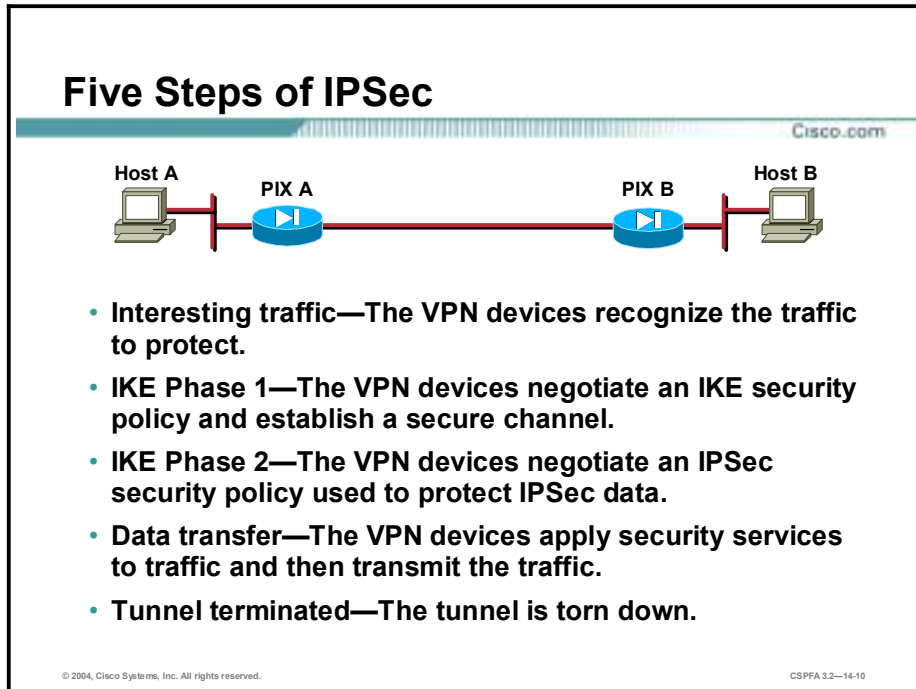 Five Steps of IPSec
Cisco.com
Host A
PIX A
PIX B
Host B
• Interesting traffic—The VPN devices recognize the traffic
to protect.
• IKE Phase 1—The VPN devices negotiate an IKE security
policy and establish a secure channel.
• IKE Phase 2—The VPN devices negotiate an IPSec
security policy used to protect IPSec data.
• Data transfer—The VPN devices apply security services
to traffic and then transmit the traffic.
• Tunnel terminated—The tunnel is torn down.
© 2004, Cisco Systems, Inc. All rights reserved.
CSPFA 3.2—14-10